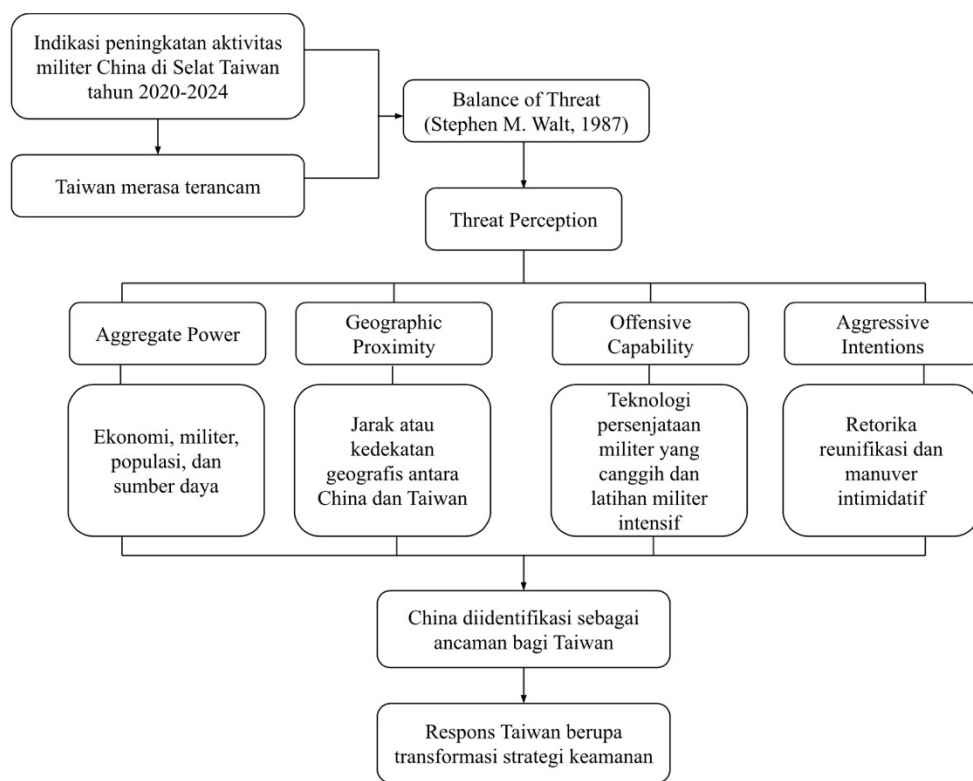 Indikasi peningkatan aktivitas
militer China di Selat Taiwan
tahun 2020-2024
Taiwan merasa terancam
Balance of Threat
(Stephen M. Walt, 1987)
Threat Perception
Aggregate Power
Geographic
Proximity
Offensive
Capability
Aggressive
Intentions
Ekonomi, militer,
populasi, dan
sumber daya
Jarak atau
kedekatan
geografis antara
China dan Taiwan
Teknologi
persenjataan
militer yang
canggih dan
latihan militer
intensif
Retorika
reunifikasi dan
manuver
intimidatif
China diidentifikasi sebagai
ancaman bagi Taiwan
Respons Taiwan berupa
transformasi strategi keamanan